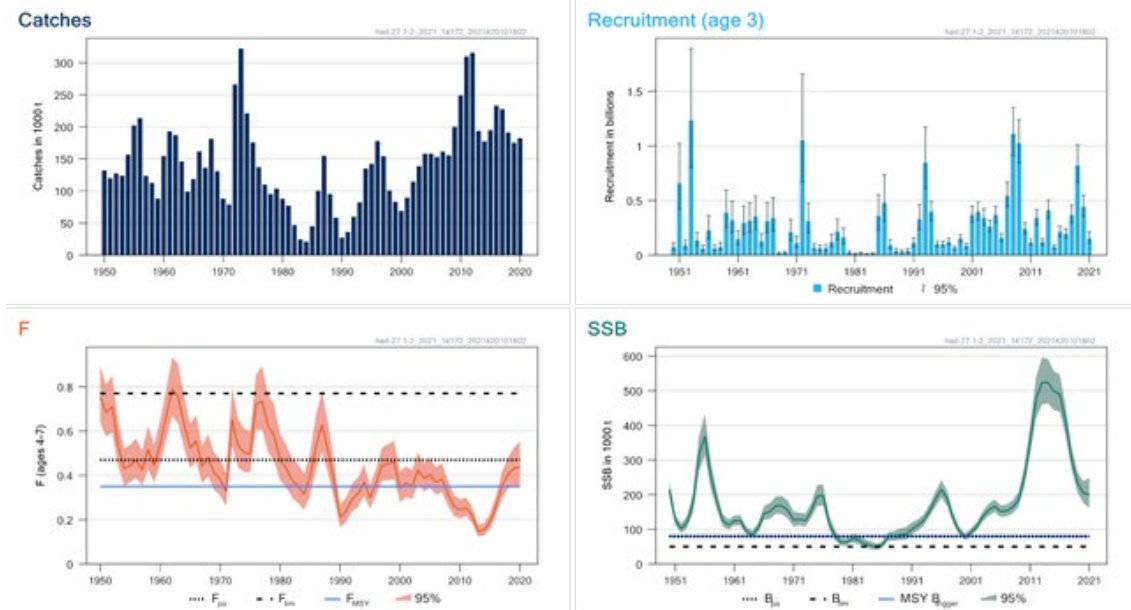 Catches
had.27.1-2_2021_14172_2021420101802
Catches in 1000 t
300
250
200
150
100
50
0
1950 1960 1970 1980 1990 2000 2010 2020
Recruitment (age 3)
had.27.1-2_2021_14172_2021420101802
Recruitment in billions
1.5
1
0.5
0
1951 1961 1971 1981 1991 2001 2011 2021
Recruitment 95%
F
had.27.1-2_2021_14172_2021420101802
F (ages 4-7)
0.8
0.6
0.4
0.2
0
1950 1960 1970 1980 1990 2000 2010 2020
Fpa Flim FMSY 95%
SSB
had.27.1-2_2021_14172_2021420101802
SSB in 1000 t
600
500
400
300
200
100
0
1951 1961 1971 1981 1991 2001 2011 2021
Bpa Blim MSY Btrigger 95%